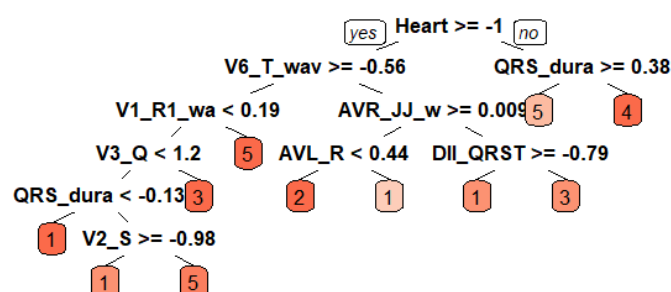 yes Heart >= -1 no
V6_T_wav >= -0.56 QRS_dura >= 0.38
V1_R1_wa < 0.19 AVR_JJ_w >= 0.009 5 4
V3_Q < 1.2 5 AVL_R < 0.44 DII_QRST >= -0.79
QRS_dura < -0.13 3 2 1 1 3
1 V2_S >= -0.98
1 5